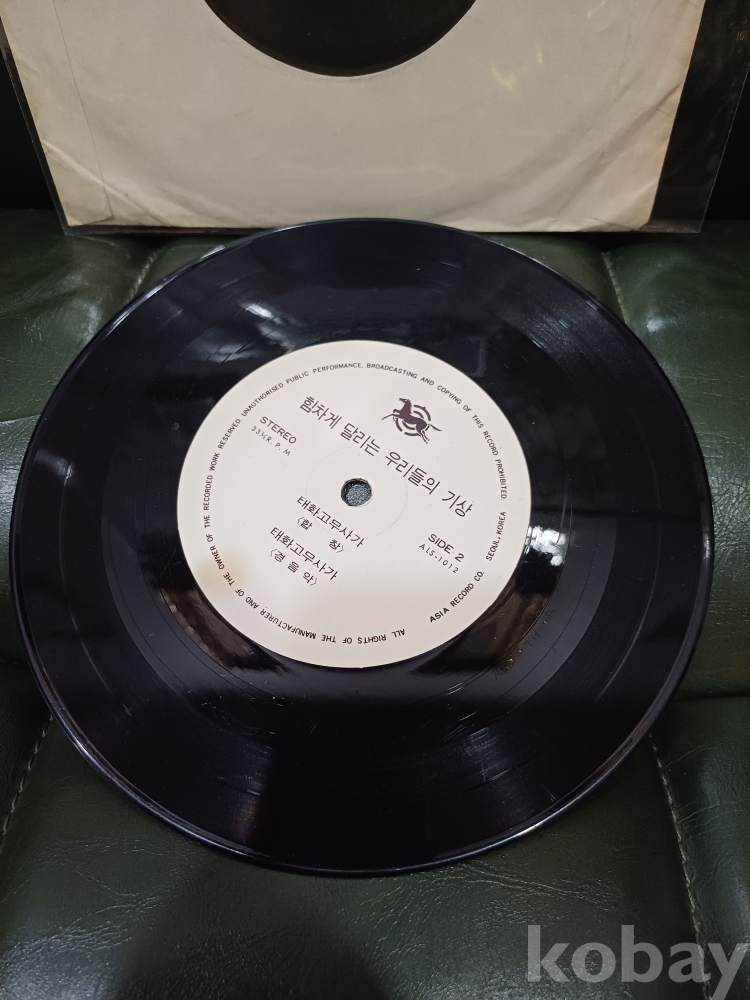 힘차게 달리는 우리들의 기상
STEREO
33⅓R.P.M
SIDE 2
ALS-1012
태화고무사가
(합 창)
태화고무사가
(경음악)
ALL RIGHTS OF THE MANUFACTURER AND OF THE OWNER OF THE RECORDED WORK RESERVED. UNAUTHORISED PUBLIC PERFORMANCE, BROADCASTING AND COPYING OF THIS RECORD PROHIBITED.
ASIA RECORD CO. SEOUL, KOREA
kobay